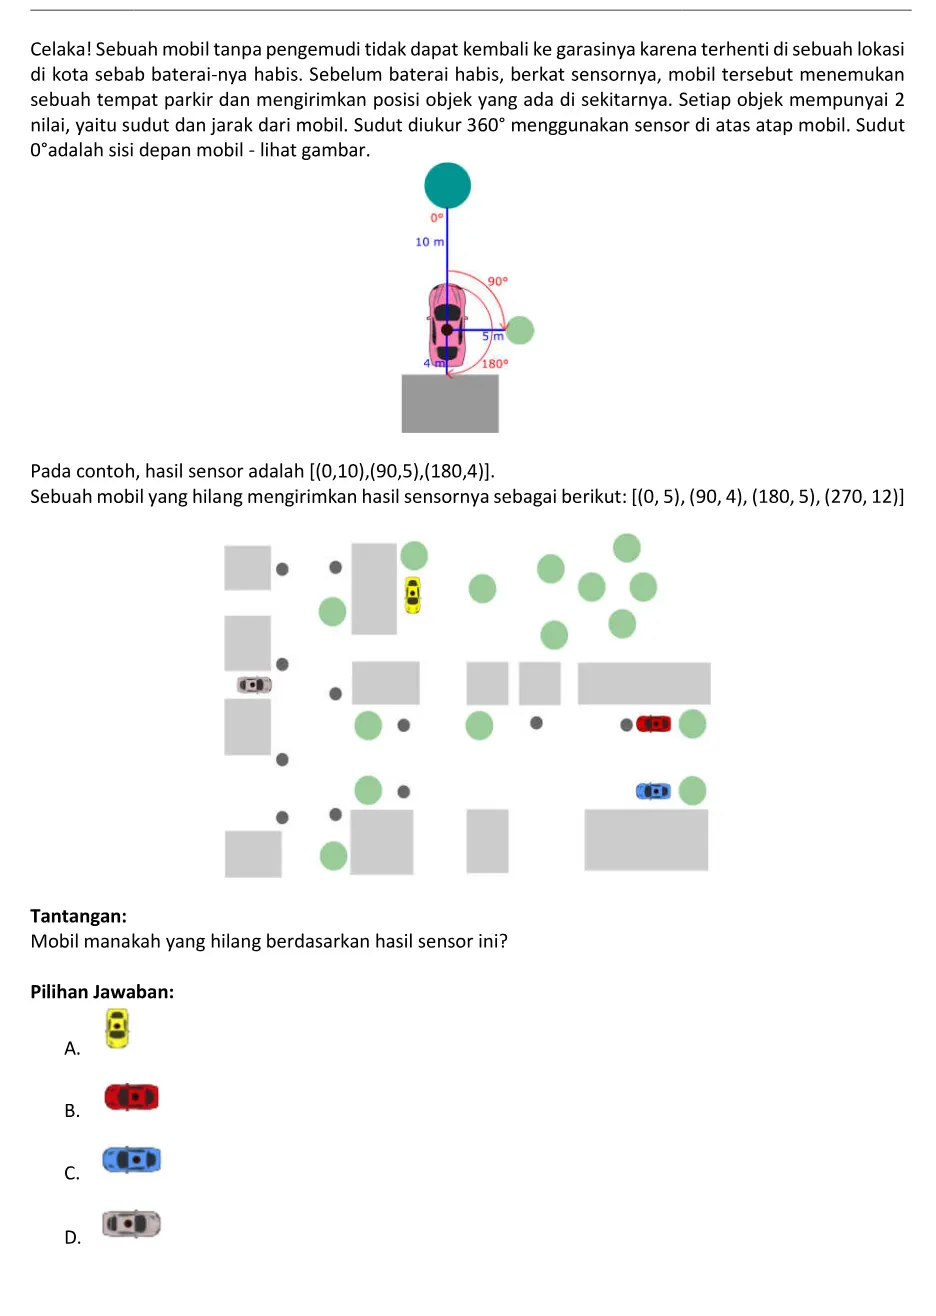 Celaka! Sebuah mobil tanpa pengemudi tidak dapat kembali ke garasinya karena terhenti di sebuah lokasi
di kota sebab baterai-nya habis. Sebelum baterai habis, berkat sensornya, mobil tersebut menemukan
sebuah tempat parkir dan mengirimkan posisi objek yang ada di sekitarnya. Setiap objek mempunyai 2
nilai, yaitu sudut dan jarak dari mobil. Sudut diukur 360° menggunakan sensor di atas atap mobil. Sudut
0°adalah sisi depan mobil - lihat gambar.
0°
10 m
90°
5 m
4 m
180°
Pada contoh, hasil sensor adalah [(0,10),(90,5),(180,4)].
Sebuah mobil yang hilang mengirimkan hasil sensornya sebagai berikut: [(0, 5), (90, 4), (180, 5), (270, 12)]
Tantangan:
Mobil manakah yang hilang berdasarkan hasil sensor ini?
Pilihan Jawaban:
A.
B.
C.
D.